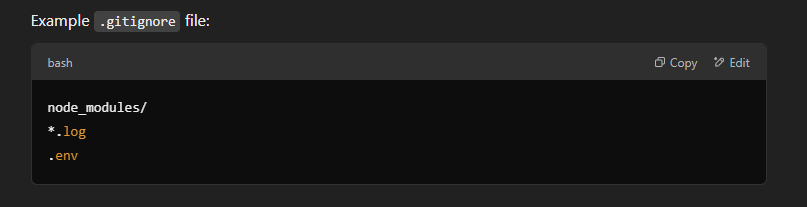 Example .gitignore file:
bash Copy Edit
node_modules/
*.log
.env